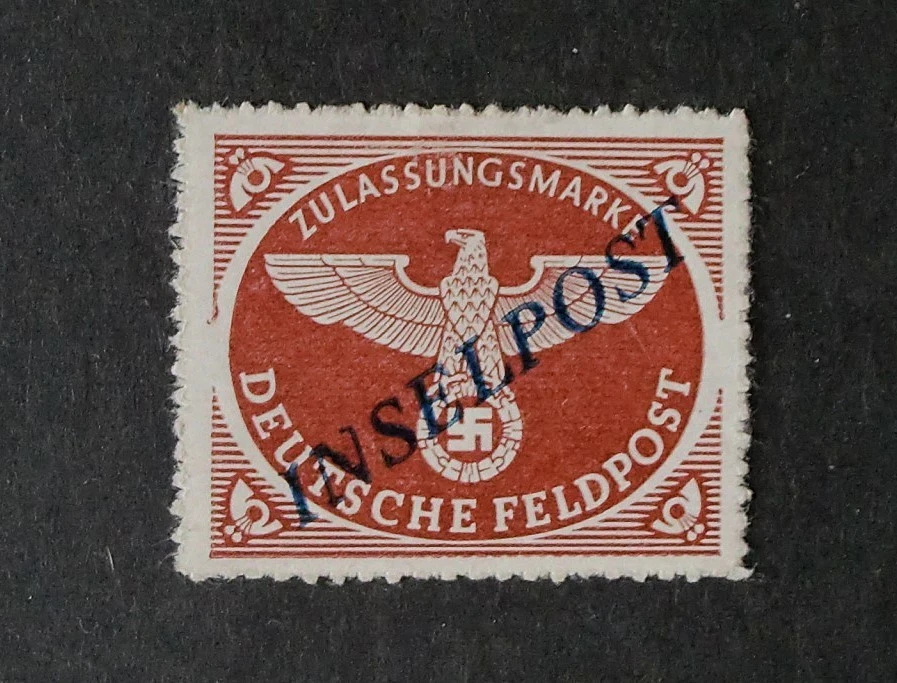 ZULASSUNGSMARKE
INSELPOST
DEUTSCHE FELDPOST